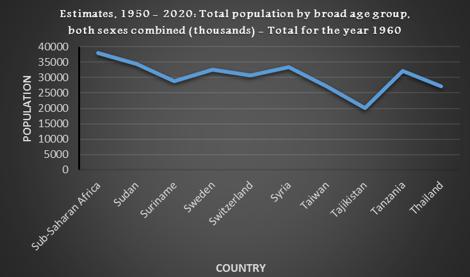 Estimates, 1950 – 2020: Total population by broad age group,
both sexes combined (thousands) – Total for the year 1960
40000
35000
30000
25000
20000
15000
10000
5000
0
POPULATION
Sub-Saharan Africa
Sudan
Suriname
Sweden
Switzerland
Syria
Taiwan
Tajikistan
Tanzania
Thailand
COUNTRY